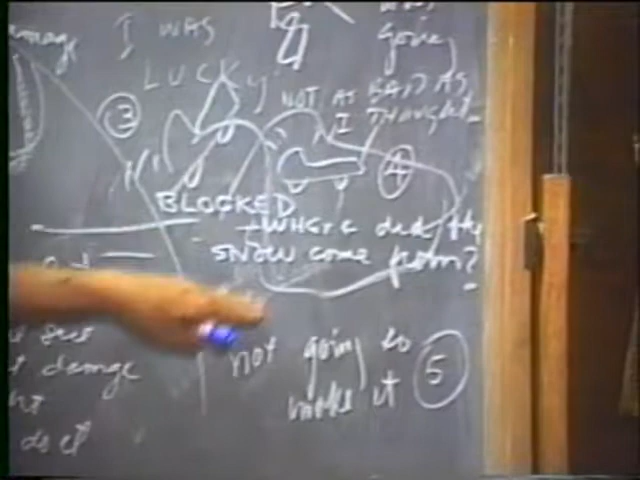 I WAS
LUCKY
going
NOT AS BAD AS
I THOUGHT
3
4
BLOCKED
WHERE did the
SNOW come from?
damage
do it
not going to
make it
5